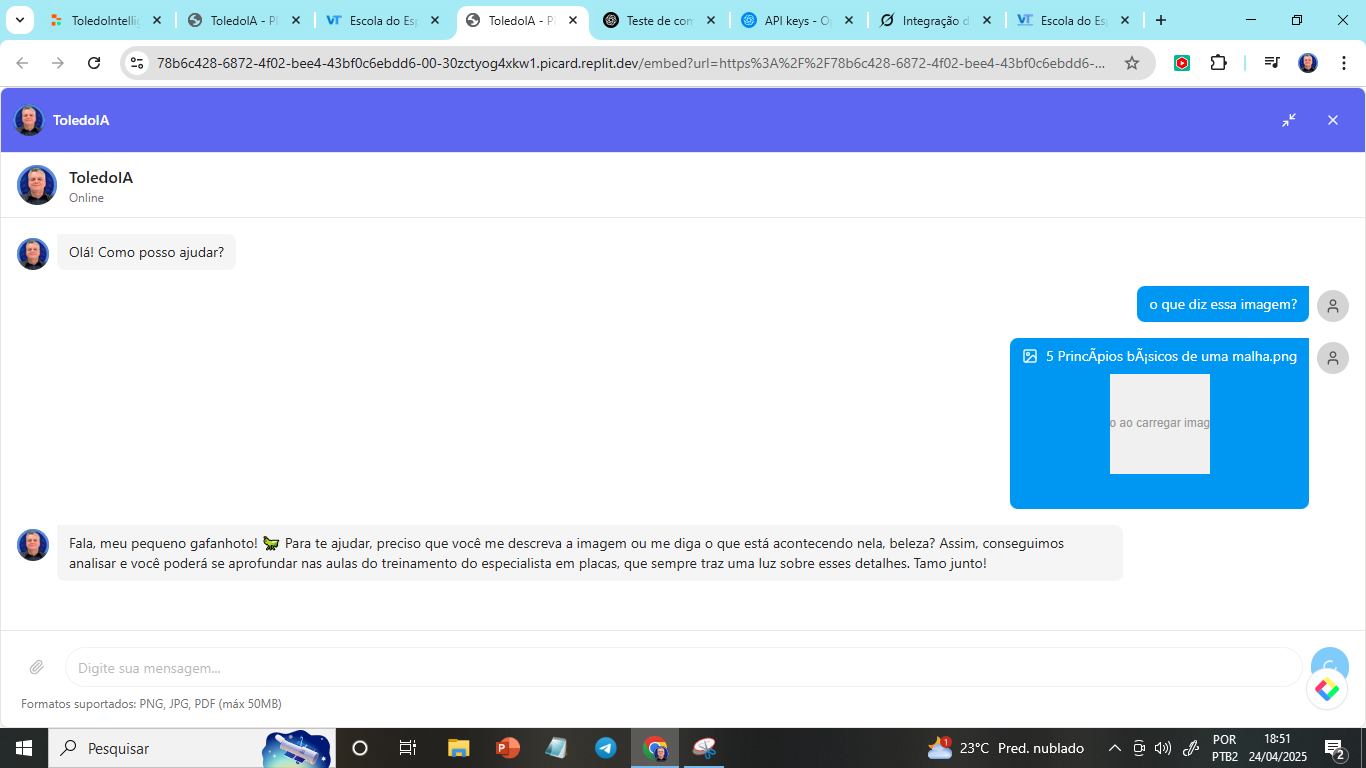 ToledoIntelli
ToledoIA - Pl
Escola do Esp
ToledoIA - Pl
Teste de con
API keys - Op
Integração d
Escola do Esp
78b6c428-6872-4f02-bee4-43bf0c6ebdd6-00-30zctyog4xkw1.picard.replit.dev/embed?url=https%3A%2F%2F78b6c428-6872-4f02-bee4-43bf0c6ebdd6-...
ToledoIA
ToledoIA
Online
Olá! Como posso ajudar?
o que diz essa imagem?
5 PrincÃpios bÃ¡sicos de uma malha.png
o ao carregar imag
Fala, meu pequeno gafanhoto! 🦗 Para te ajudar, preciso que você me descreva a imagem ou me diga o que está acontecendo nela, beleza? Assim, conseguimos
analisar e você poderá se aprofundar nas aulas do treinamento do especialista em placas, que sempre traz uma luz sobre esses detalhes. Tamo junto!
Digite sua mensagem...
Formatos suportados: PNG, JPG, PDF (máx 50MB)
Pesquisar
1
23°C Pred. nublado
POR
PTB2
18:51
24/04/2025
2